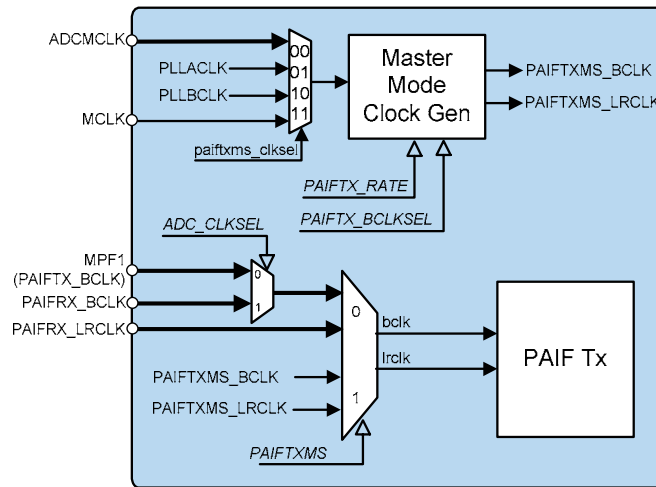 ADCMCLK
PLLACLK
PLLBCLK
MCLK
00
01
10
11
paiftxms_clksel
Master
Mode
Clock Gen
PAIFTXMS_BCLK
PAIFTXMS_LRCLK
PAIFTX_RATE
PAIFTX_BCLKSEL
ADC_CLKSEL
MPF1
(PAIFTX_BCLK)
PAIFRX_BCLK
PAIFRX_LRCLK
0
1
PAIFTXMS_BCLK
PAIFTXMS_LRCLK
0
1
bclk
lrclk
PAIF Tx
PAIFTXMS